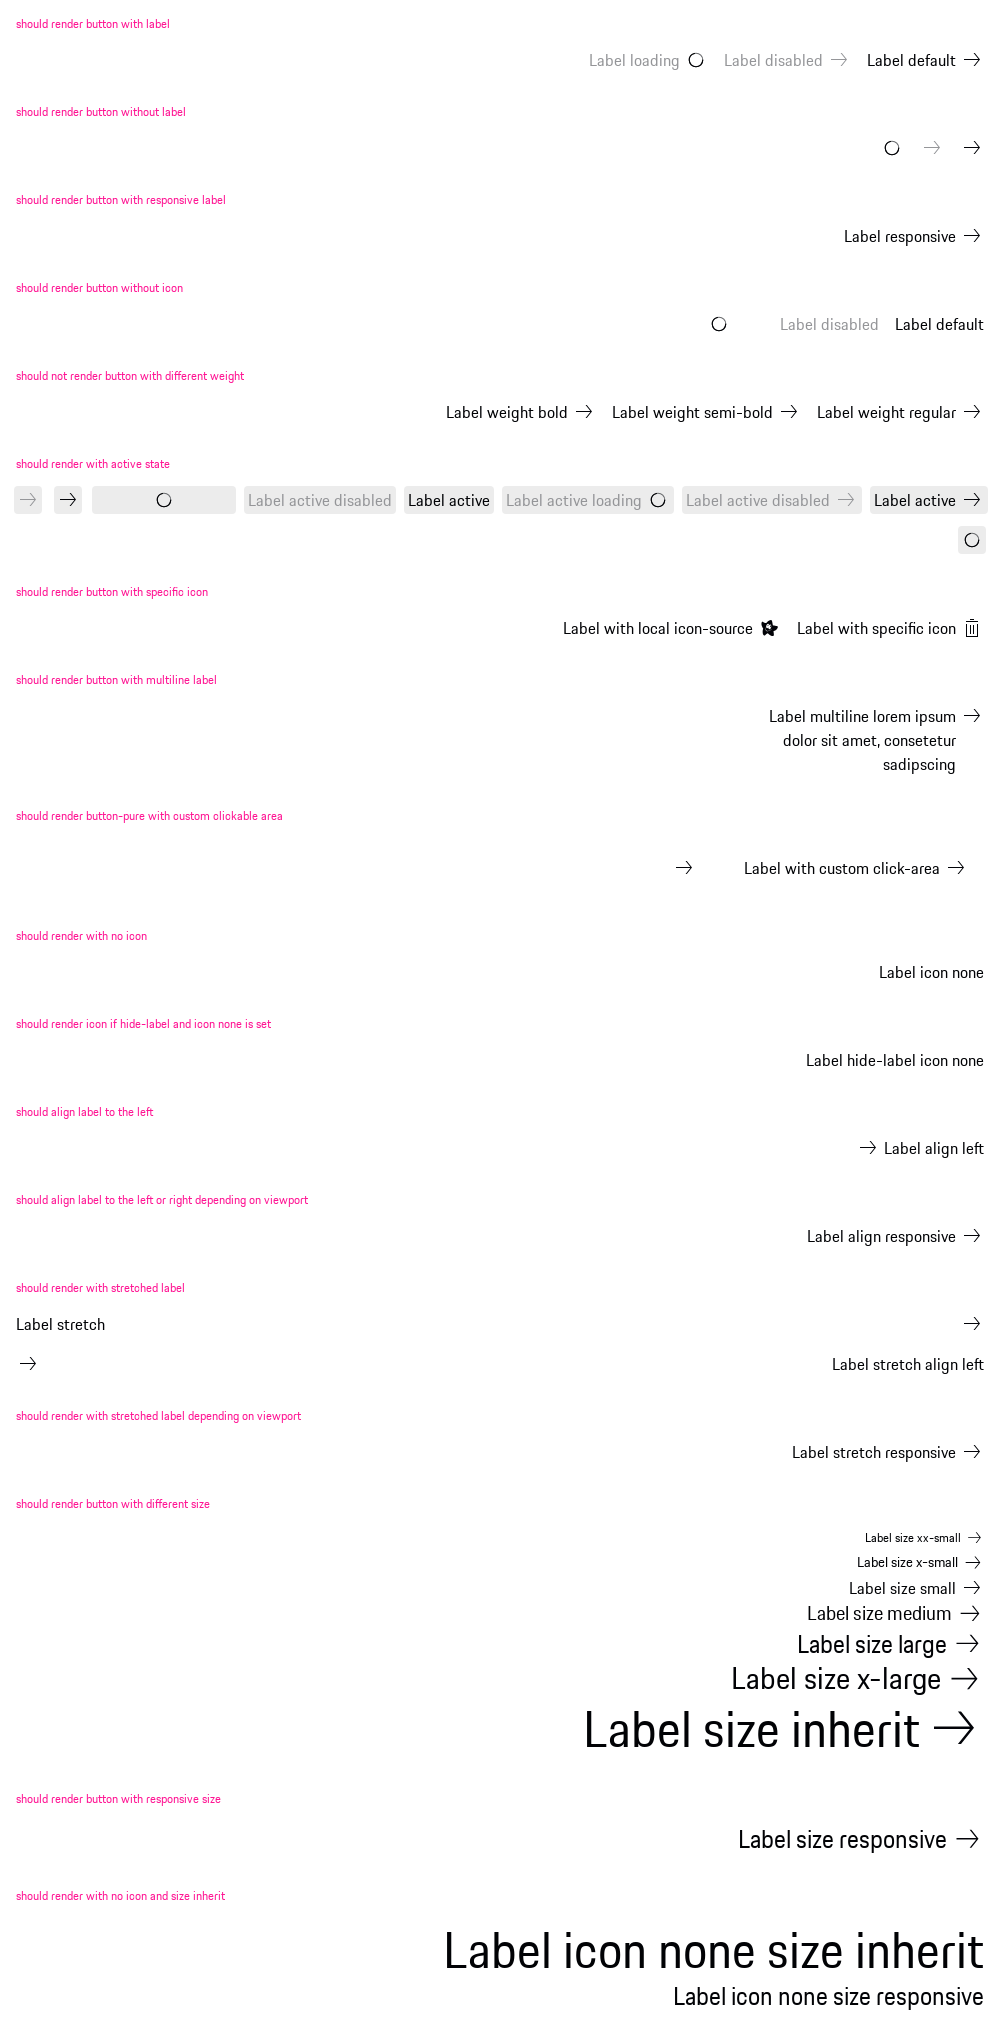 should render button with label
Label loading Label disabled Label default
should render button without label
should render button with responsive label
Label responsive
should render button without icon
Label disabled Label default
should not render button with different weight
Label weight bold Label weight semi-bold Label weight regular
should render with active state
Label active disabled Label active Label active loading Label active disabled Label active
should render button with specific icon
Label with local icon-source Label with specific icon
should render button with multiline label
Label multiline lorem ipsum
dolor sit amet, consetetur
sadipscing
should render button-pure with custom clickable area
Label with custom click-area
should render with no icon
Label icon none
should render icon if hide-label and icon none is set
Label hide-label icon none
should align label to the left
Label align left
should align label to the left or right depending on viewport
Label align responsive
should render with stretched label
Label stretch
Label stretch align left
should render with stretched label depending on viewport
Label stretch responsive
should render button with different size
Label size xx-small
Label size x-small
Label size small
Label size medium
Label size large
Label size x-large
Label size inherit
should render button with responsive size
Label size responsive
should render with no icon and size inherit
Label icon none size inherit
Label icon none size responsive